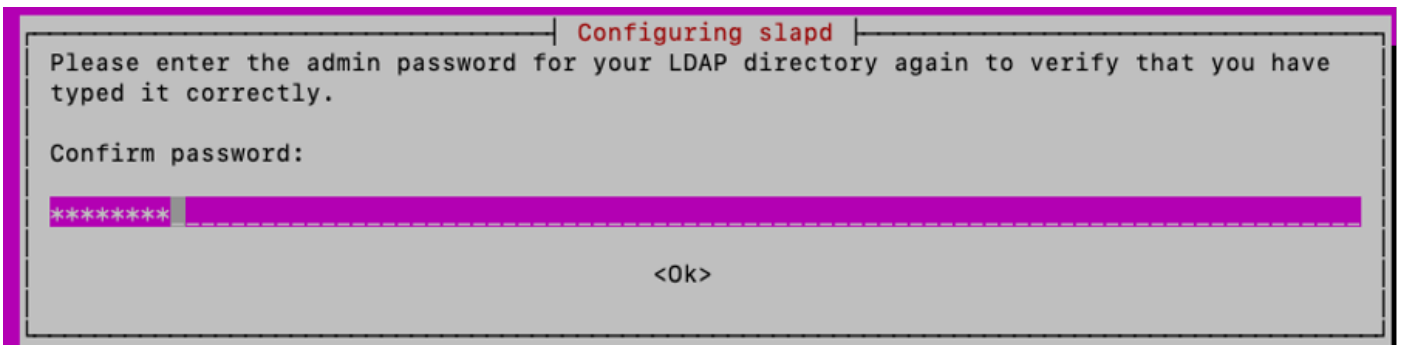 Configuring slapd
Please enter the admin password for your LDAP directory again to verify that you have
typed it correctly.
Confirm password:
********
<Ok>